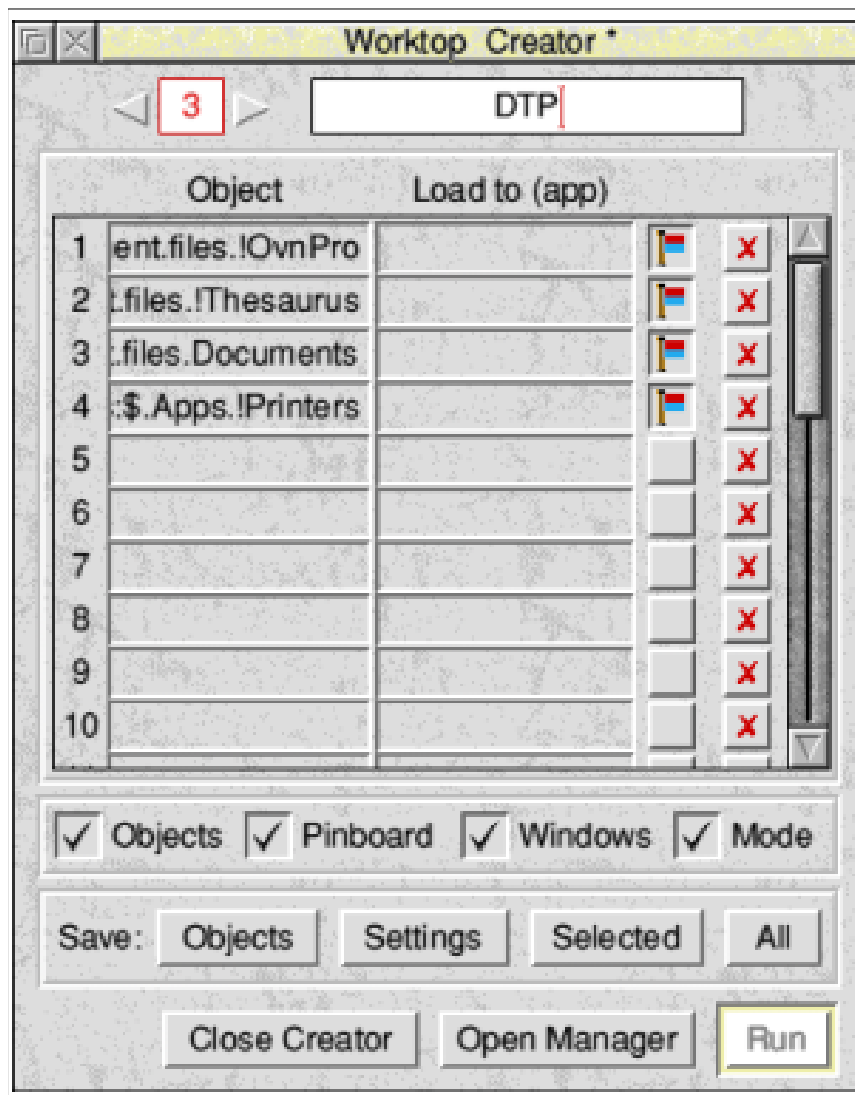 Worktop Creator *
3 DTP
Object Load to (app)
1 ent.files.!OvnPro
2 .files.!Thesaurus
3 .files.Documents
4 :$.Apps.!Printers
5
6
7
8
9
10
Objects Pinboard Windows Mode
Save: Objects Settings Selected All
Close Creator Open Manager Run